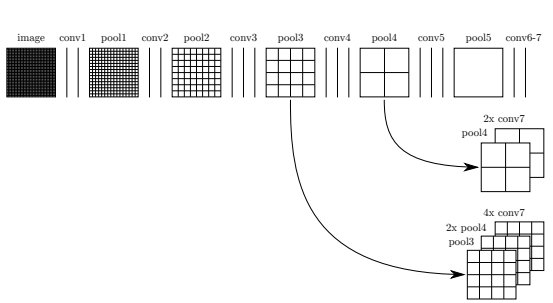 image conv1 pool1 conv2 pool2 conv3 pool3 conv4 pool4 conv5 pool5 conv6-7
2x conv7
pool4
4x conv7
2x pool4
pool3